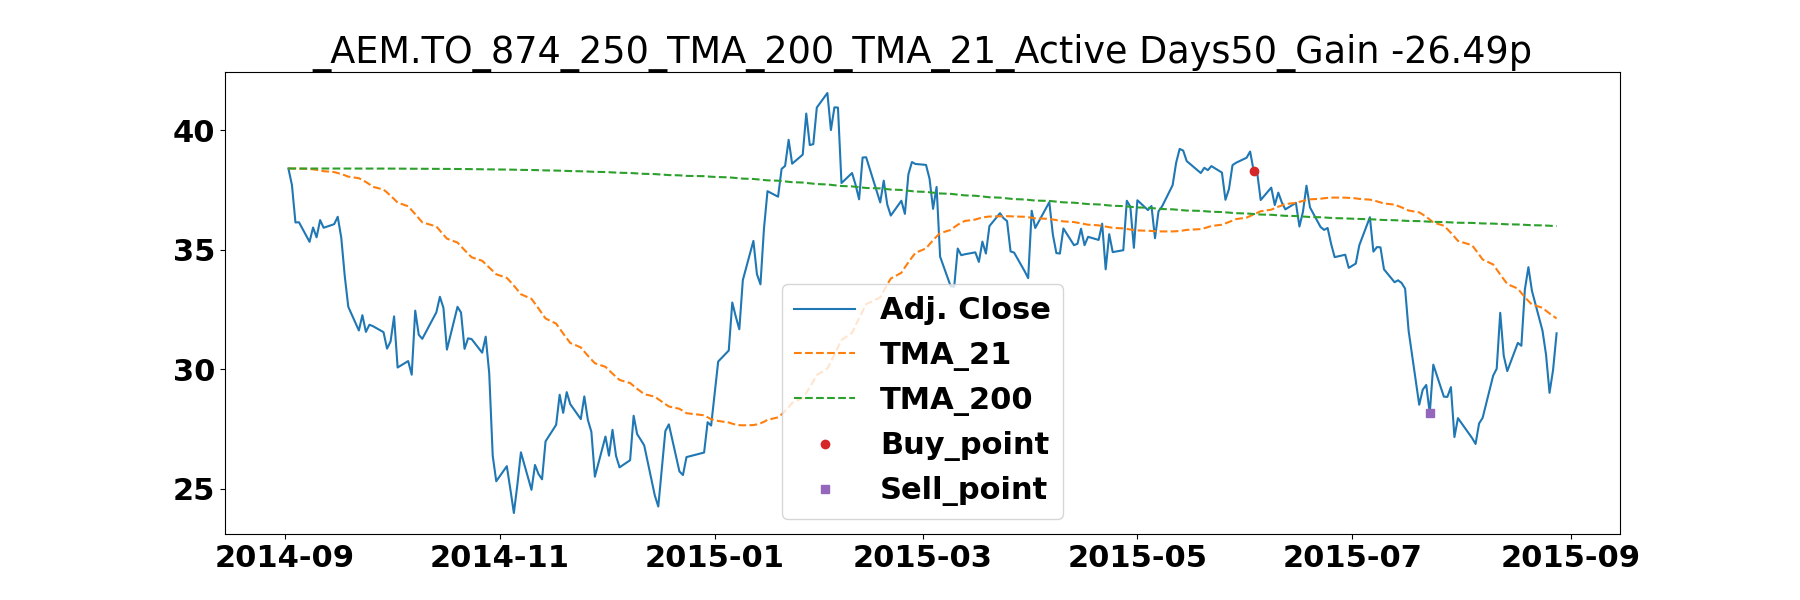 _AEM.TO_874_250_TMA_200_TMA_21_Active Days50_Gain -26.49p
40
35
30
25
Adj. Close
TMA_21
TMA_200
Buy_point
Sell_point
2014-09 2014-11 2015-01 2015-03 2015-05 2015-07 2015-09